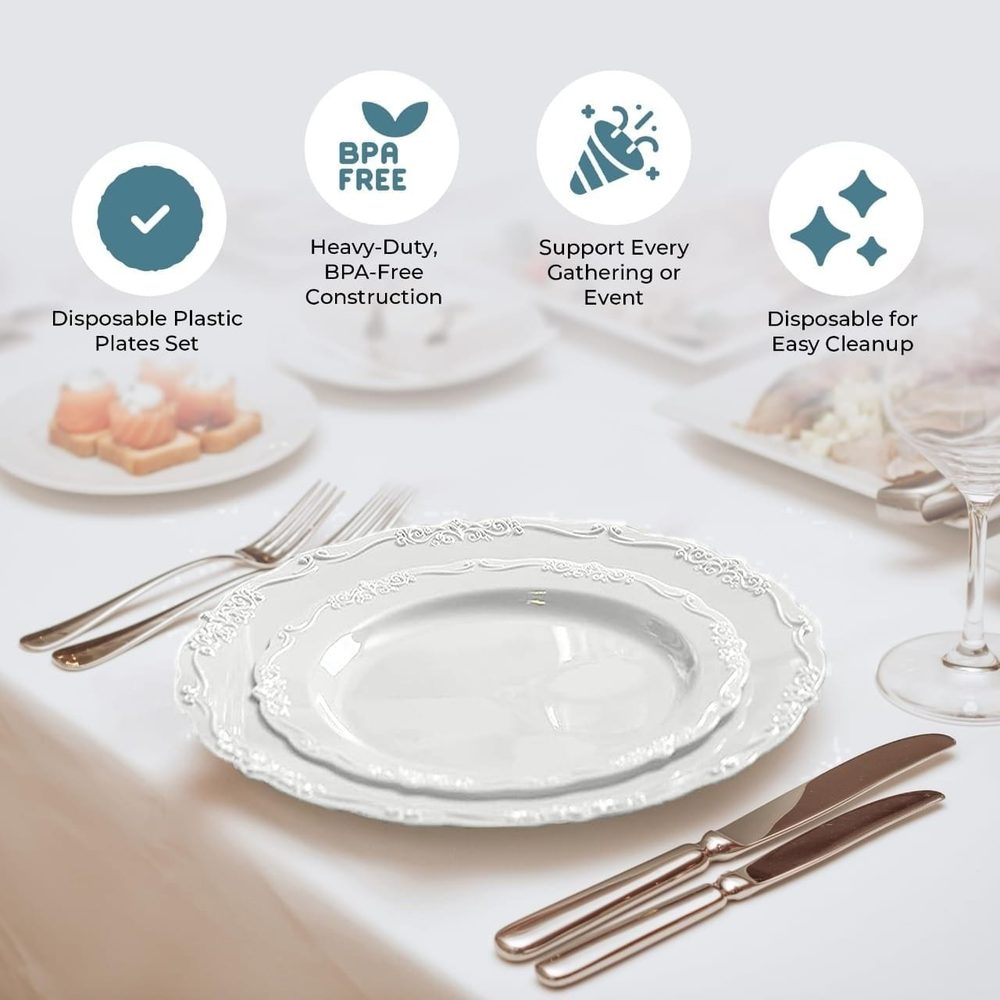 BPA
FREE
Disposable Plastic
Plates Set
Heavy-Duty,
BPA-Free
Construction
Support Every
Gathering or
Event
Disposable for
Easy Cleanup